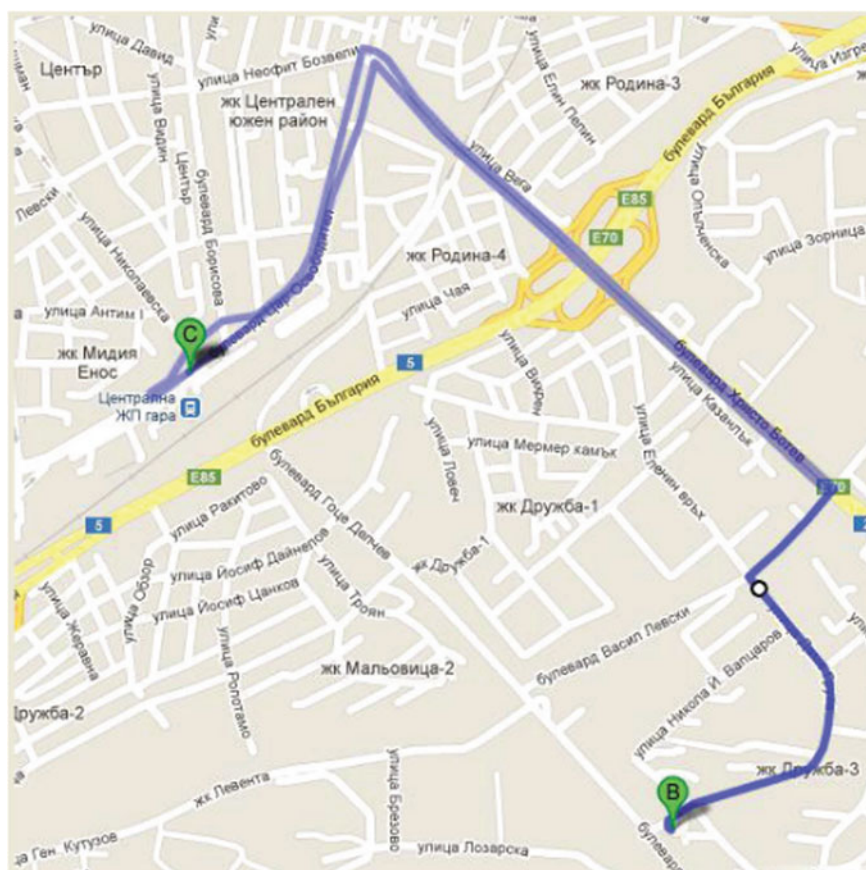 улица Давид
Център
улица Неофит Бозвели
улица Елин Пелин
жк Родина-3
жк Централен
южен район
улица Видин
Център
булевард Борисова
Левски
улица Николаевска
улица Вега
булевард България
E85
E70
улица Опълченска
улица Зорница
жк Родина-4
улица Чая
улица Антим I
C
жк Мидия
Енос
5
Централна
ЖП гара
булевард България
улица Вихрен
булевард Христо Ботев
улица Казанлък
улица Еленин връх
улица Мермер камък
улица Ловеч
E85
5
E70
жк Дружба-1
улица Ракитово
булевард Гоце Делчев
жк Дружба-1
улица Йосиф Дайнелов
улица Йосиф Цанков
улица Обзор
улица Троян
улица Жеравна
улица Ропотамо
жк Мальовица-2
булевард Васил Левски
улица Никола Й. Вапцаров
жк Дружба-3
B
жк Левента
улица Брезово
улица Ген. Кутузов
улица Лозарска
булевард